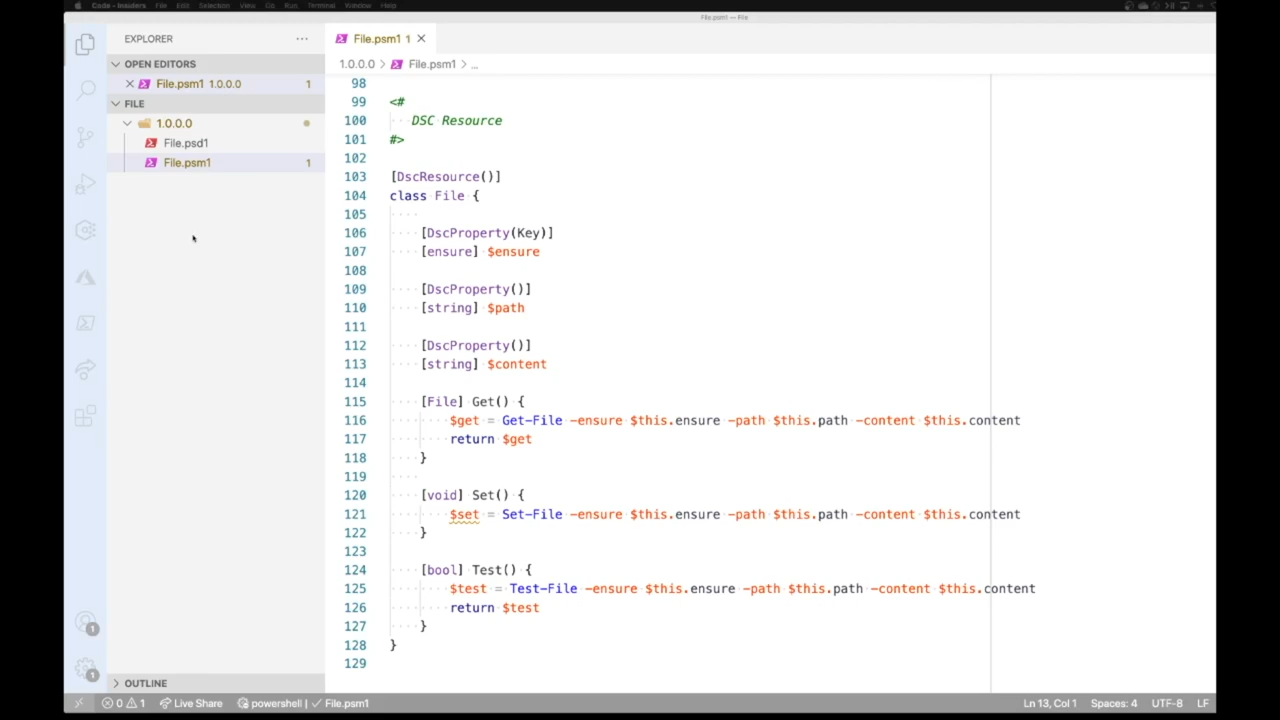 Code - Insiders File Edit Selection View Go Run Terminal Window Help
File.psm1 — File
EXPLORER
OPEN EDITORS
File.psm1 1.0.0.0 1
FILE
1.0.0.0
File.psd1
File.psm1 1
OUTLINE
File.psm1 1
1.0.0.0 > File.psm1 > ...
98
99 <#
100 DSC Resource
101 #>
102
103 [DscResource()]
104 class File {
105
106 [DscProperty(Key)]
107 [ensure] $ensure
108
109 [DscProperty()]
110 [string] $path
111
112 [DscProperty()]
113 [string] $content
114
115 [File] Get() {
116 $get = Get-File -ensure $this.ensure -path $this.path -content $this.content
117 return $get
118 }
119
120 [void] Set() {
121 $set = Set-File -ensure $this.ensure -path $this.path -content $this.content
122 }
123
124 [bool] Test() {
125 $test = Test-File -ensure $this.ensure -path $this.path -content $this.content
126 return $test
127 }
128 }
129
1
1
0 1 Live Share powershell | File.psm1 Ln 13, Col 1 Spaces: 4 UTF-8 LF